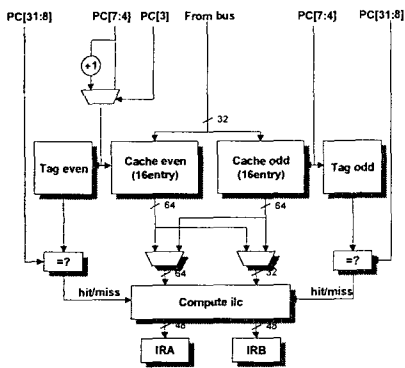 PC[31:8] PC[7:4] PC[3] From bus PC[7:4] PC[31:8]
+1
32
Tag even
Cache even
(16entry)
Cache odd
(16entry)
Tag odd
64 64
=? =?
64 32
hit/miss hit/miss
Compute ilc
48 48
IRA IRB